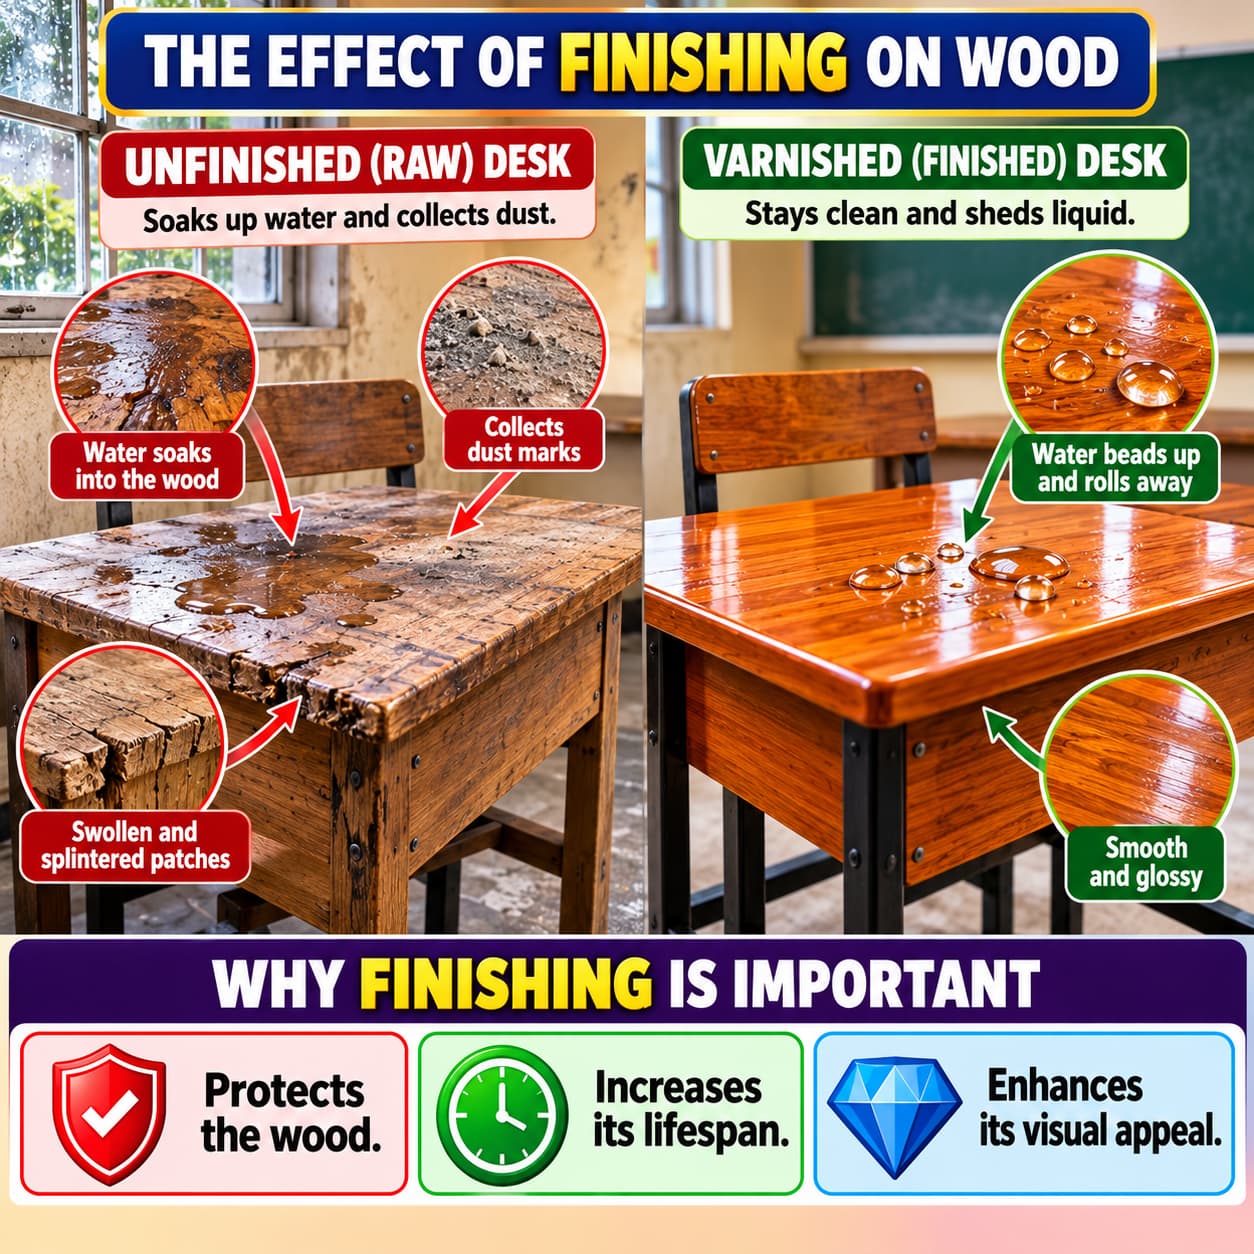 THE EFFECT OF FINISHING ON WOOD
UNFINISHED (RAW) DESK
Soaks up water and collects dust.
VARNISHED (FINISHED) DESK
Stays clean and sheds liquid.
Water soaks
into the wood
Collects
dust marks
Water beads up
and rolls away
Swollen and
splintered patches
Smooth
and glossy
WHY FINISHING IS IMPORTANT
Protects
the wood.
Increases
its lifespan.
Enhances
its visual appeal.